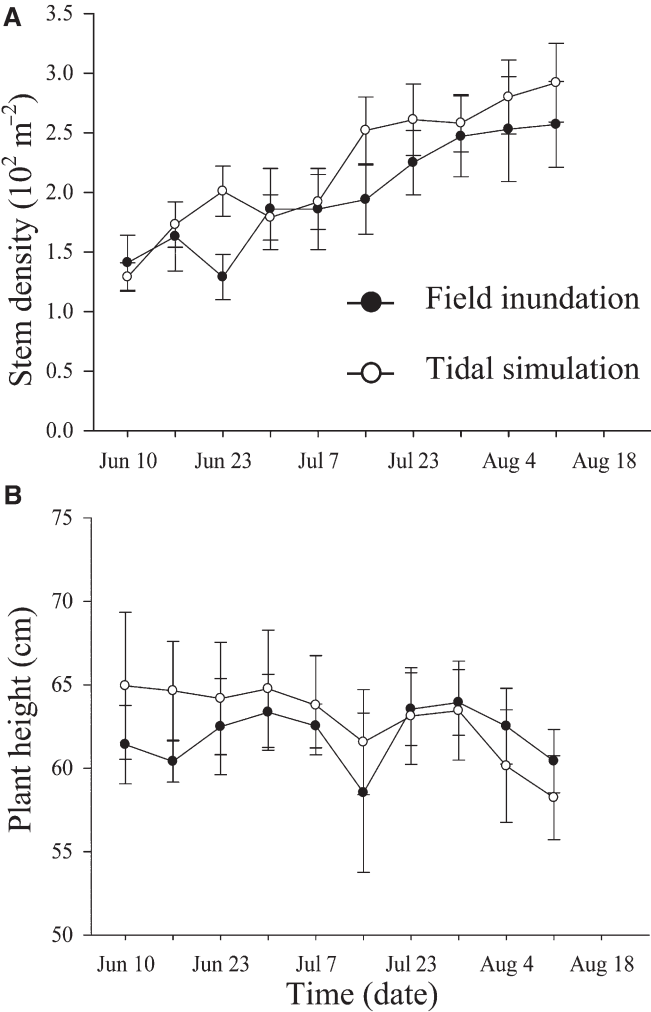 A
3.5
3.0
2.5
2.0
1.5
1.0
0.5
0.0
Stem density (10² m⁻²)
Field inundation
Tidal simulation
Jun 10 Jun 23 Jul 7 Jul 23 Aug 4 Aug 18
B
75
70
65
60
55
50
Plant height (cm)
Jun 10 Jun 23 Jul 7 Jul 23 Aug 4 Aug 18
Time (date)